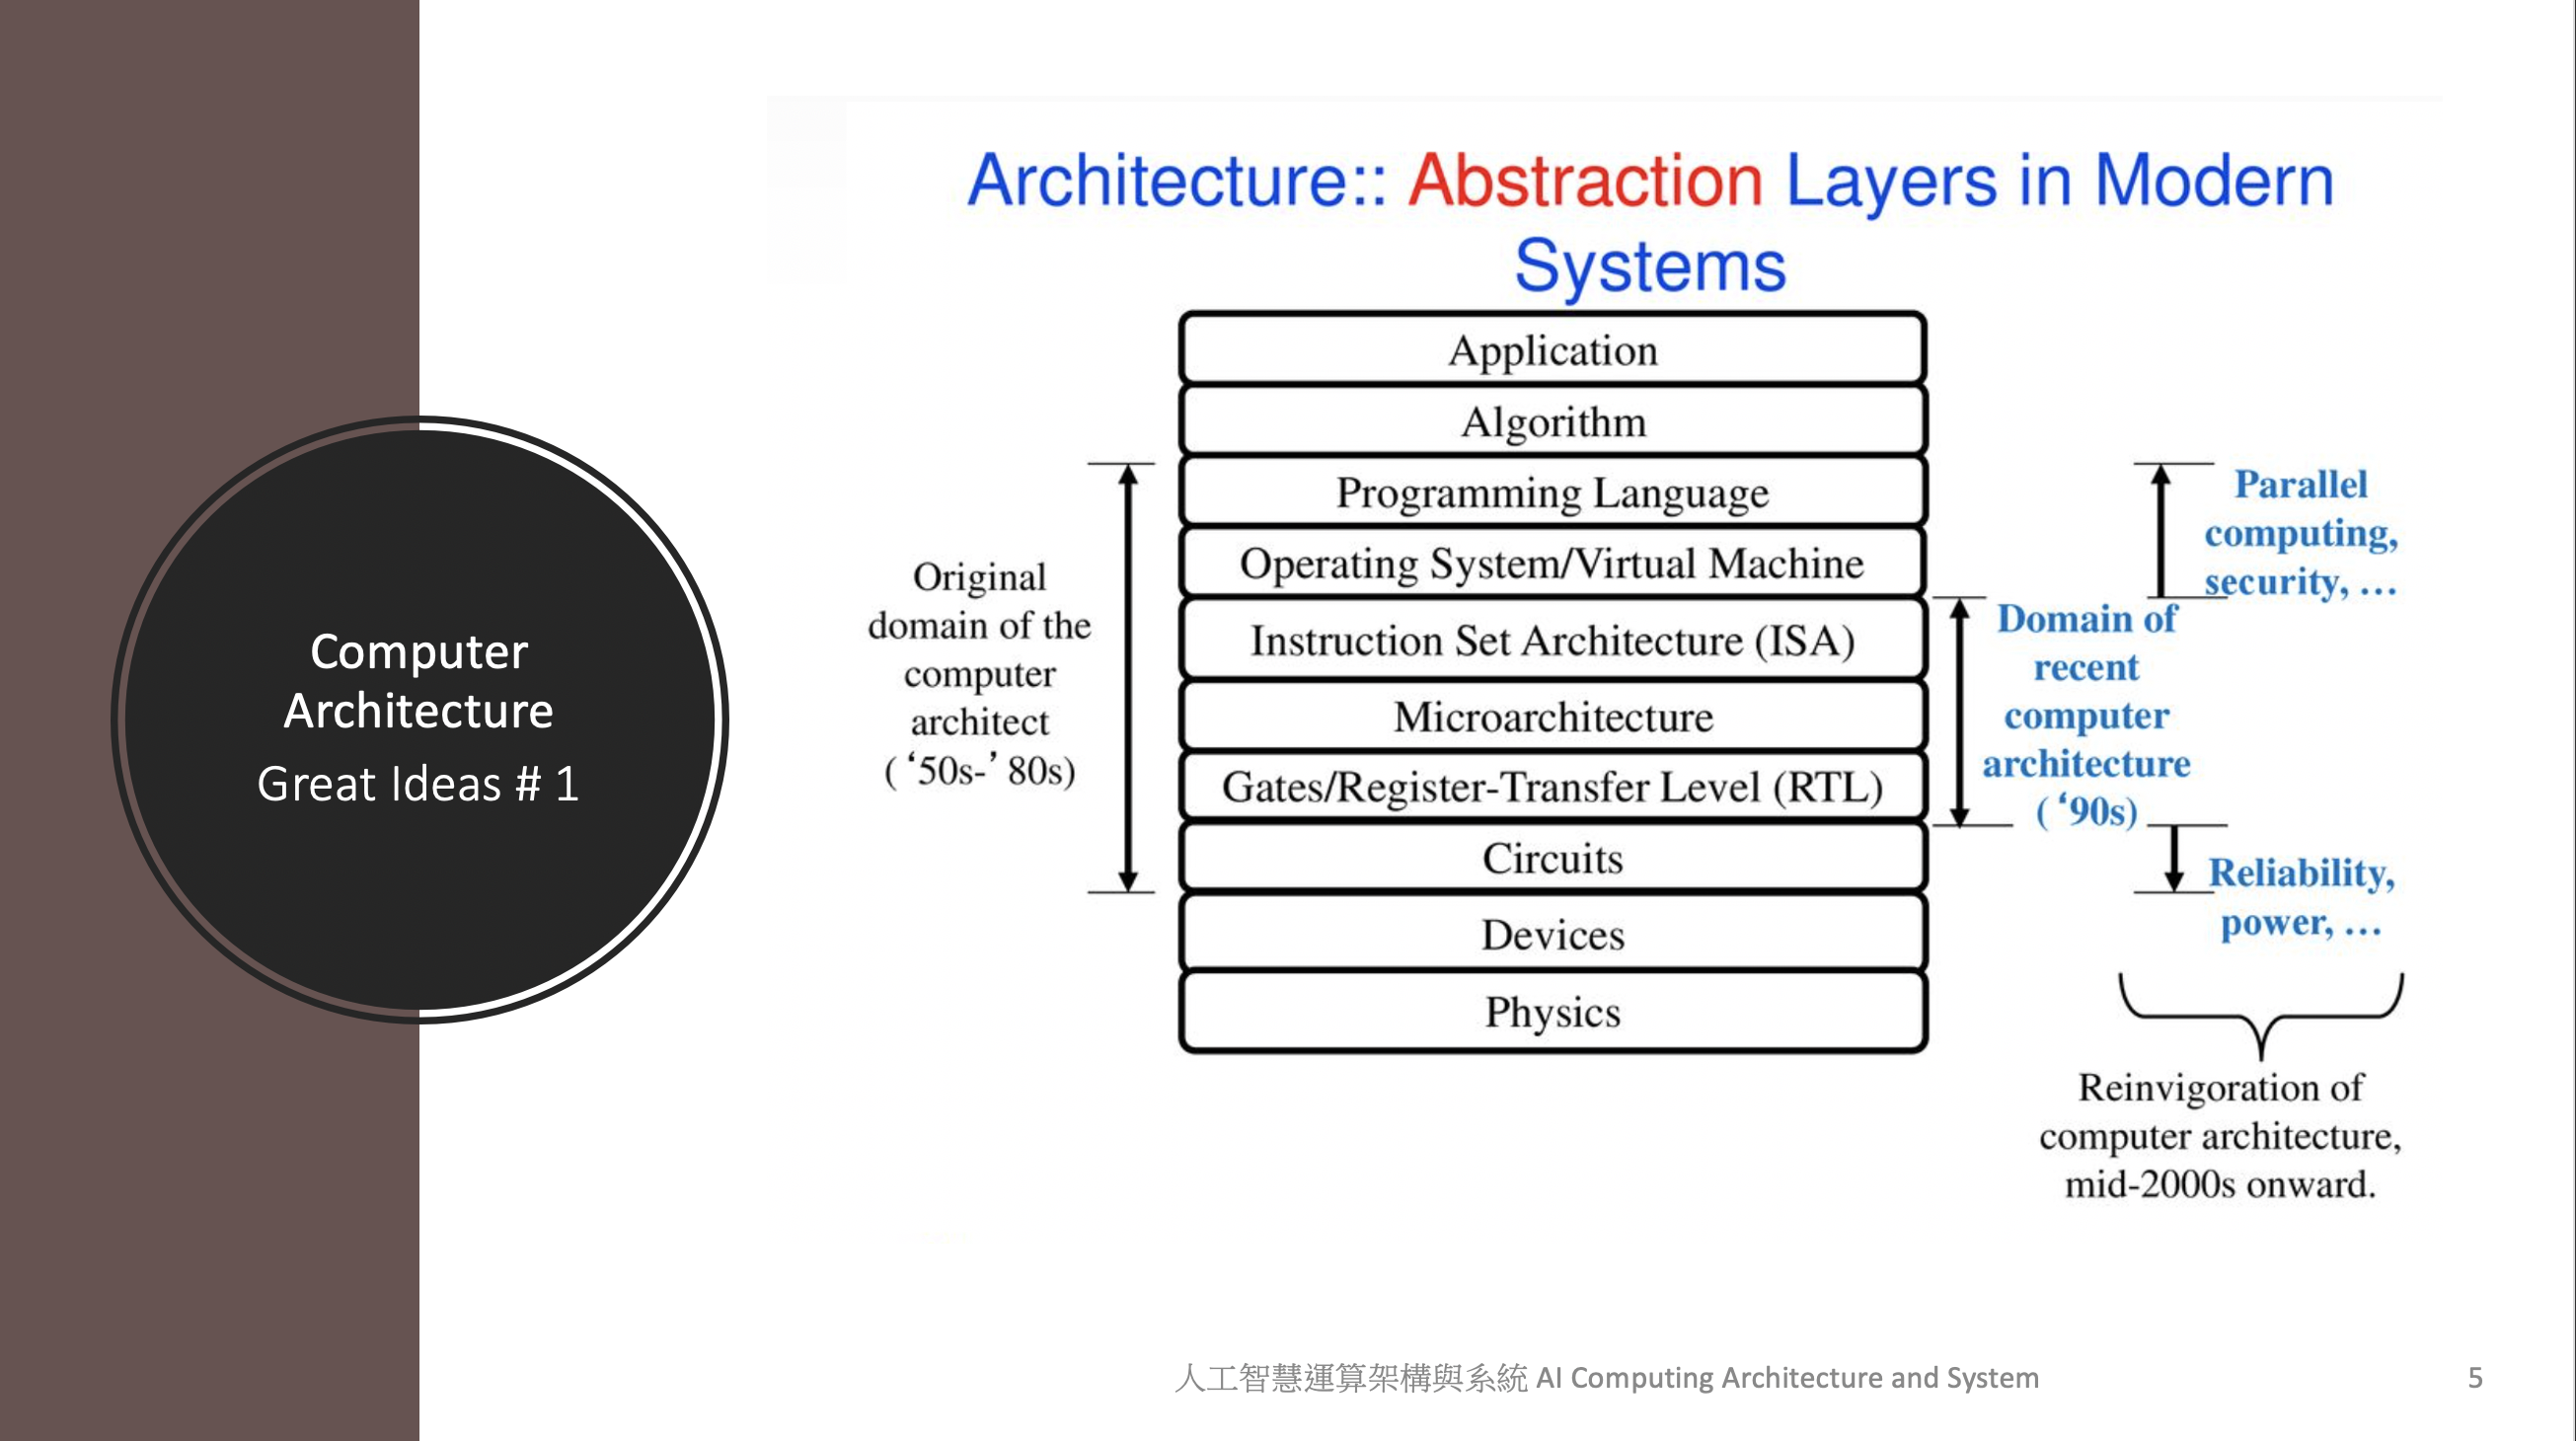 Computer
Architecture
Great Ideas # 1
Architecture:: Abstraction Layers in Modern
Systems
Application
Algorithm
Programming Language
Operating System/Virtual Machine
Instruction Set Architecture (ISA)
Microarchitecture
Gates/Register-Transfer Level (RTL)
Circuits
Devices
Physics
Original
domain of the
computer
architect
( ‘50s-’ 80s)
Parallel
computing,
security, …
Domain of
recent
computer
architecture
( ‘90s)
Reliability,
power, …
Reinvigoration of
computer architecture,
mid-2000s onward.
人工智慧運算架構與系統 AI Computing Architecture and System
5